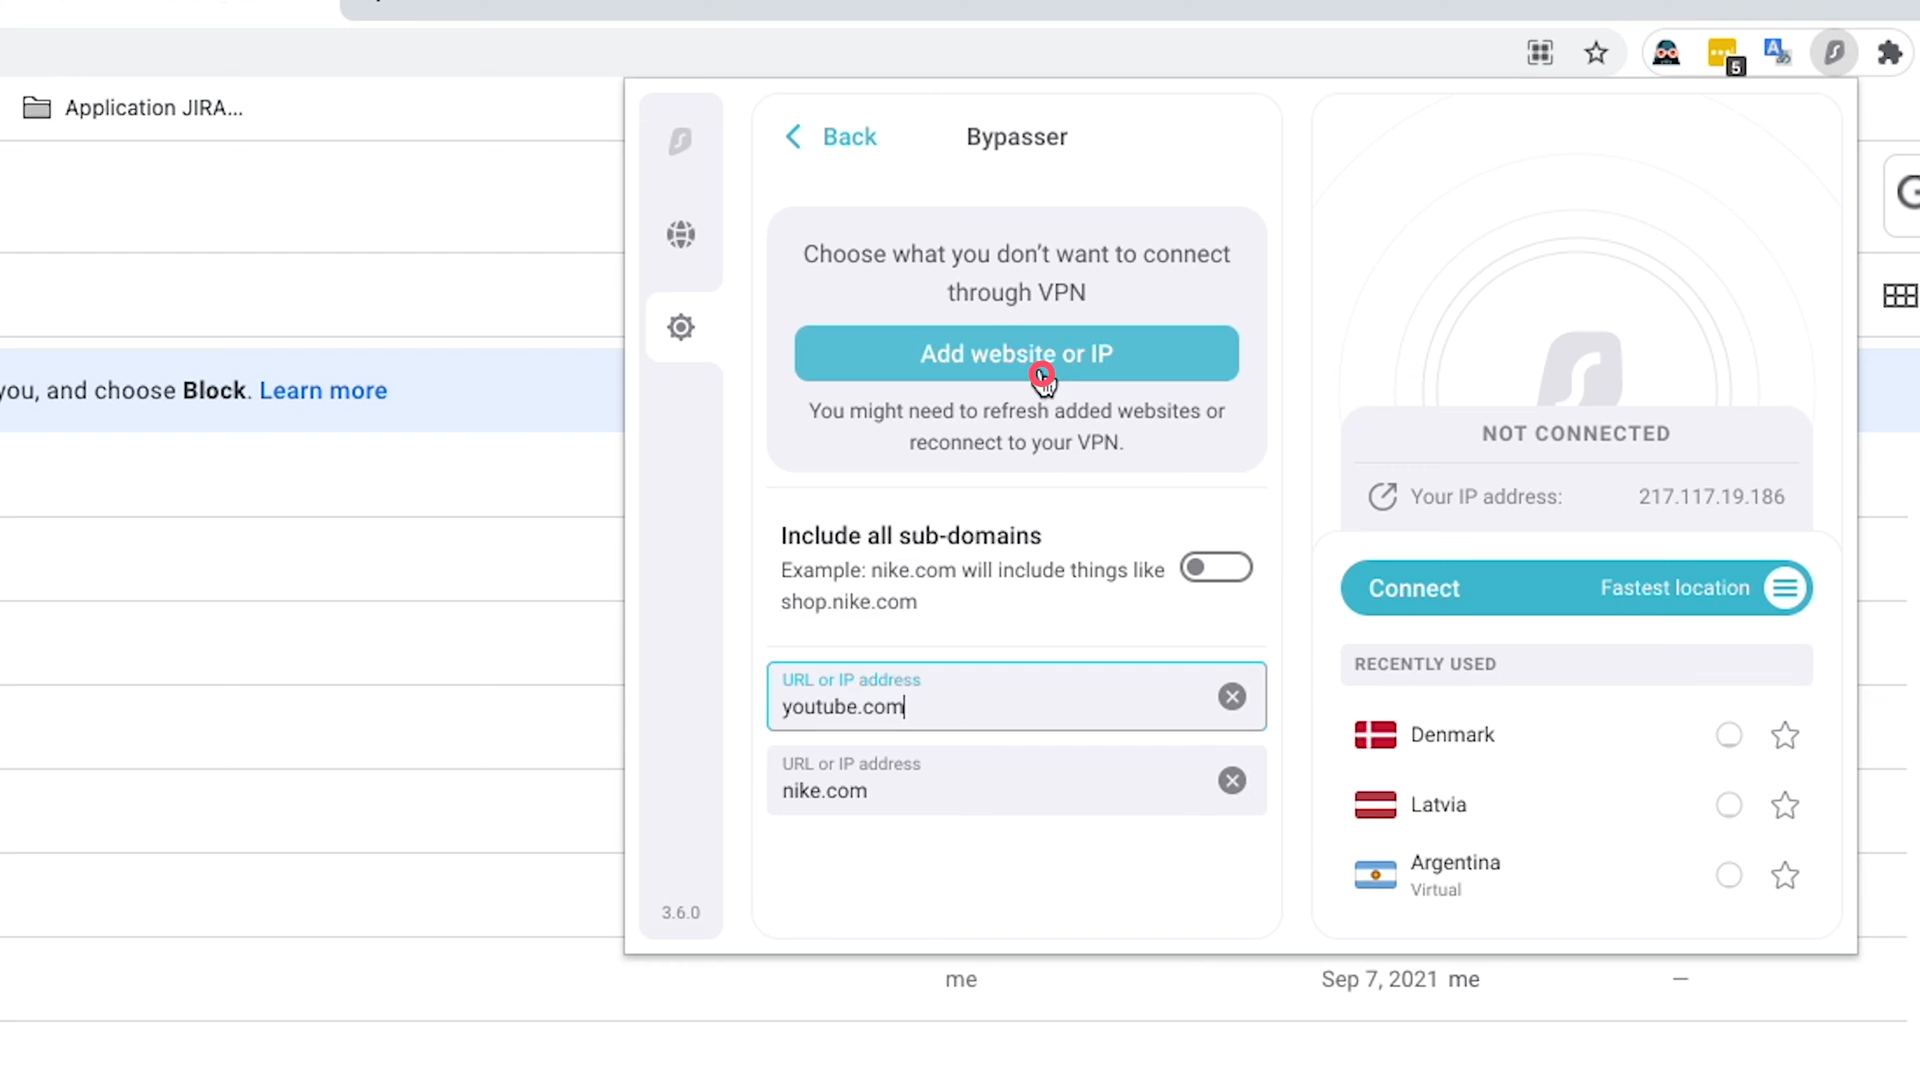 5
Application JIRA...
Back
Bypasser
Choose what you don't want to connect
through VPN
Add website or IP
You might need to refresh added websites or
reconnect to your VPN.
you, and choose Block. Learn more
Include all sub-domains
Example: nike.com will include things like
shop.nike.com
URL or IP address
youtube.com
URL or IP address
nike.com
3.6.0
NOT CONNECTED
Your IP address: 217.117.19.186
Connect Fastest location
RECENTLY USED
Denmark
Latvia
Argentina
Virtual
me Sep 7, 2021 me —